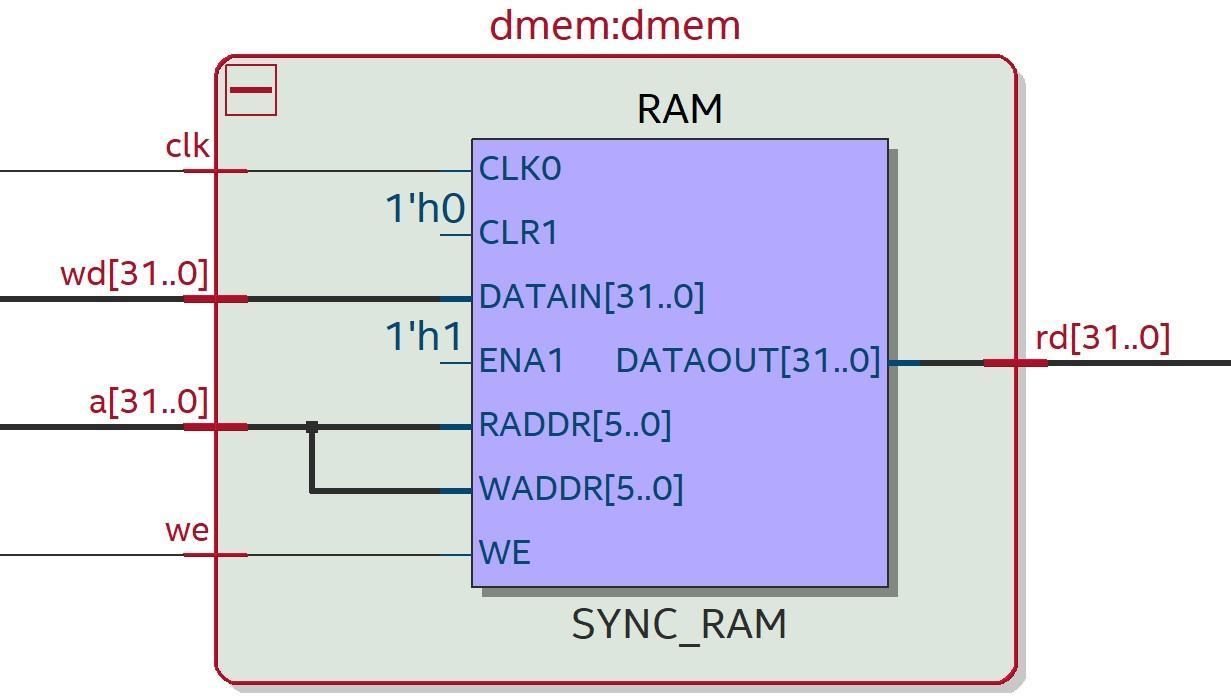 dmem:dmem
RAM
clk
CLK0
1'h0
CLR1
wd[31..0]
DATAIN[31..0]
1'h1
ENA1
DATAOUT[31..0]
rd[31..0]
a[31..0]
RADDR[5..0]
WADDR[5..0]
we
WE
SYNC_RAM